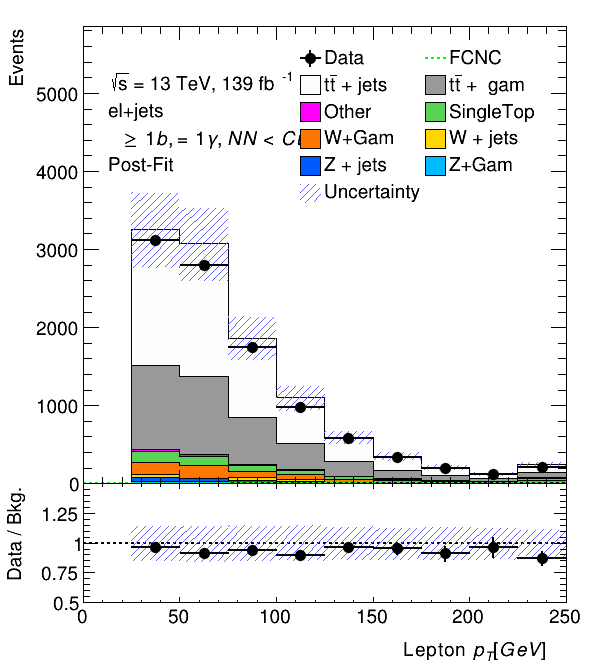 Events
Data
FCNC
√s = 13 TeV, 139 fb⁻¹
tt̄ + jets
tt̄ + gam
el+jets
Other
SingleTop
≥ 1b, = 1γ, NN <
W+Gam
W + jets
Post-Fit
Z + jets
Z+Gam
Uncertainty
5000
4000
3000
2000
1000
0
Data / Bkg.
1.25
1
0.75
0.5
0 50 100 150 200 250
Lepton p_T[GeV]